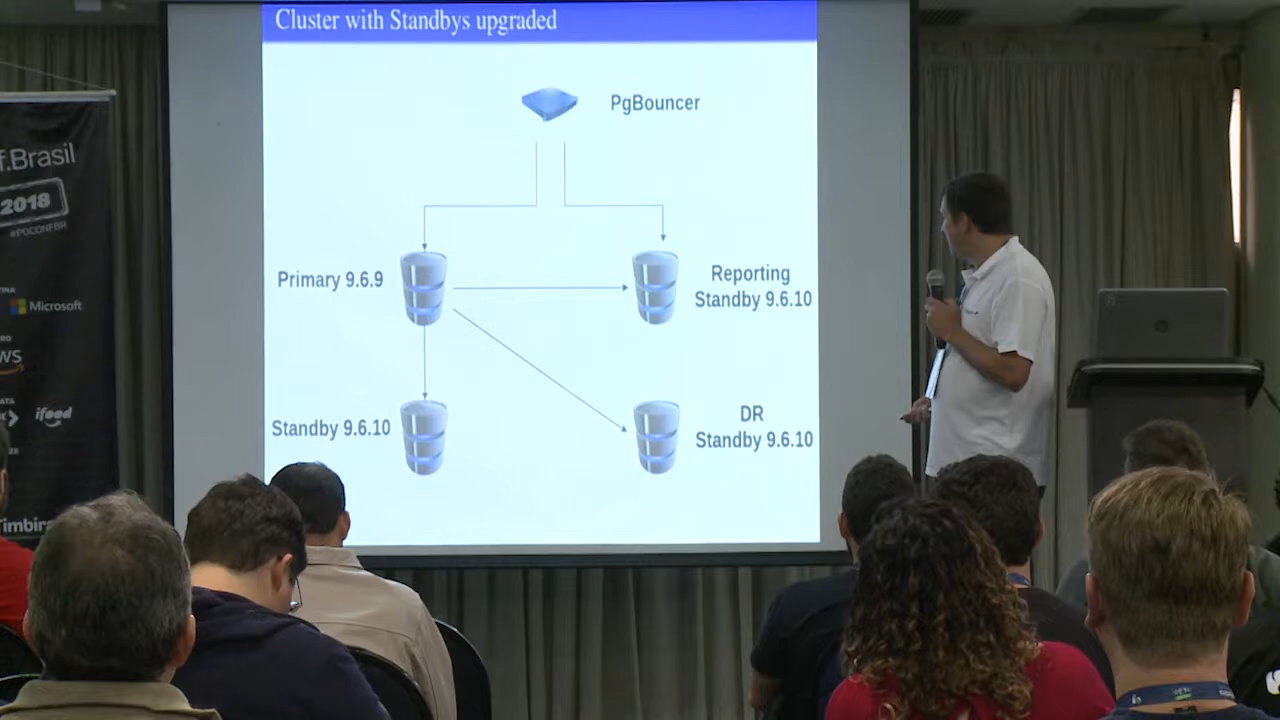 Cluster with Standbys upgraded
PgBouncer
Primary 9.6.9
Reporting
Standby 9.6.10
Standby 9.6.10
DR
Standby 9.6.10
f.Brasil
2018
#PGCONFBR
Microsoft
ws
ifood
Timbira